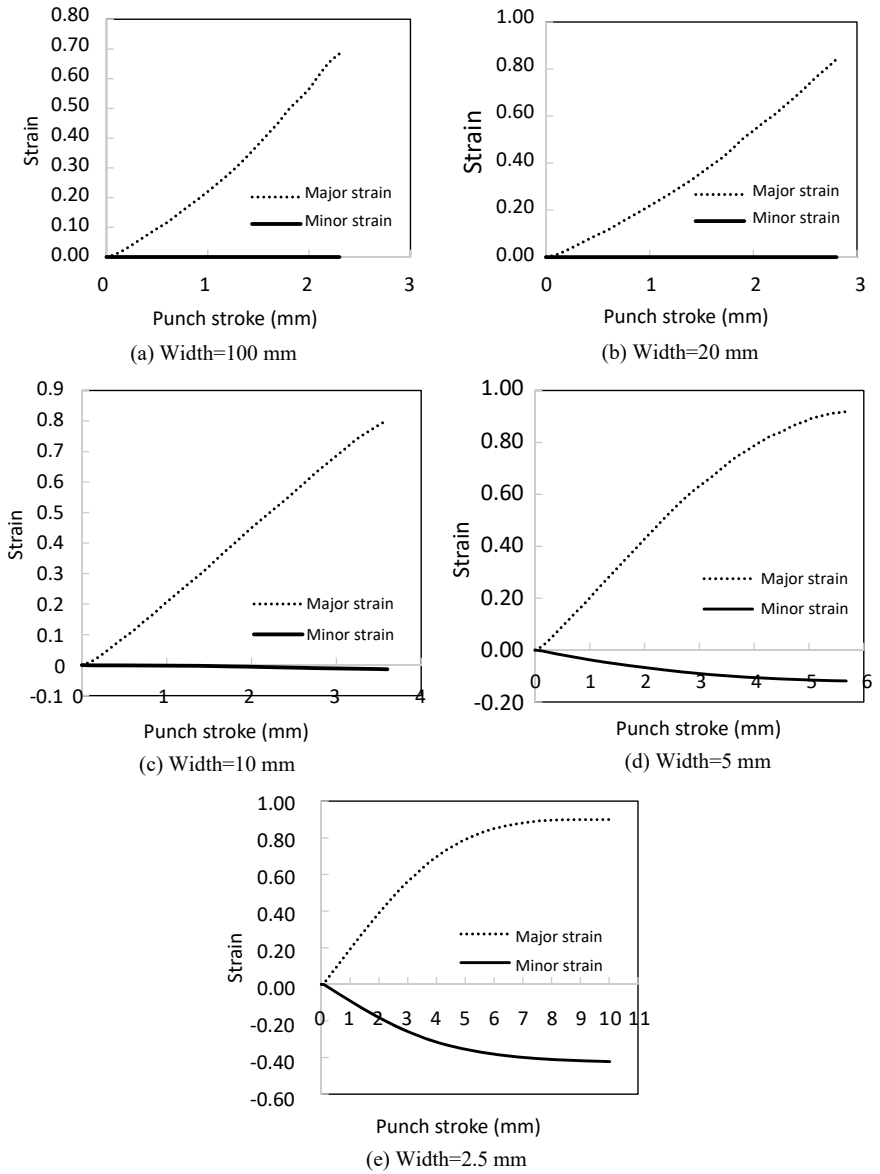 0.80
0.70
0.60
0.50
0.40
0.30
0.20
0.10
0.00
Strain
Major strain
Minor strain
0 1 2 3
Punch stroke (mm)
(a) Width=100 mm
1.00
0.80
0.60
0.40
0.20
0.00
Strain
Major strain
Minor strain
0 1 2 3
Punch stroke (mm)
(b) Width=20 mm
0.9
0.8
0.7
0.6
0.5
0.4
0.3
0.2
0.1
0
-0.1
Strain
Major strain
Minor strain
0 1 2 3 4
Punch stroke (mm)
(c) Width=10 mm
1.00
0.80
0.60
0.40
0.20
0.00
-0.20
Strain
Major strain
Minor strain
0 1 2 3 4 5 6
Punch stroke (mm)
(d) Width=5 mm
1.00
0.80
0.60
0.40
0.20
0.00
-0.20
-0.40
-0.60
Strain
Major strain
Minor strain
0 1 2 3 4 5 6 7 8 9 10 11
Punch stroke (mm)
(e) Width=2.5 mm